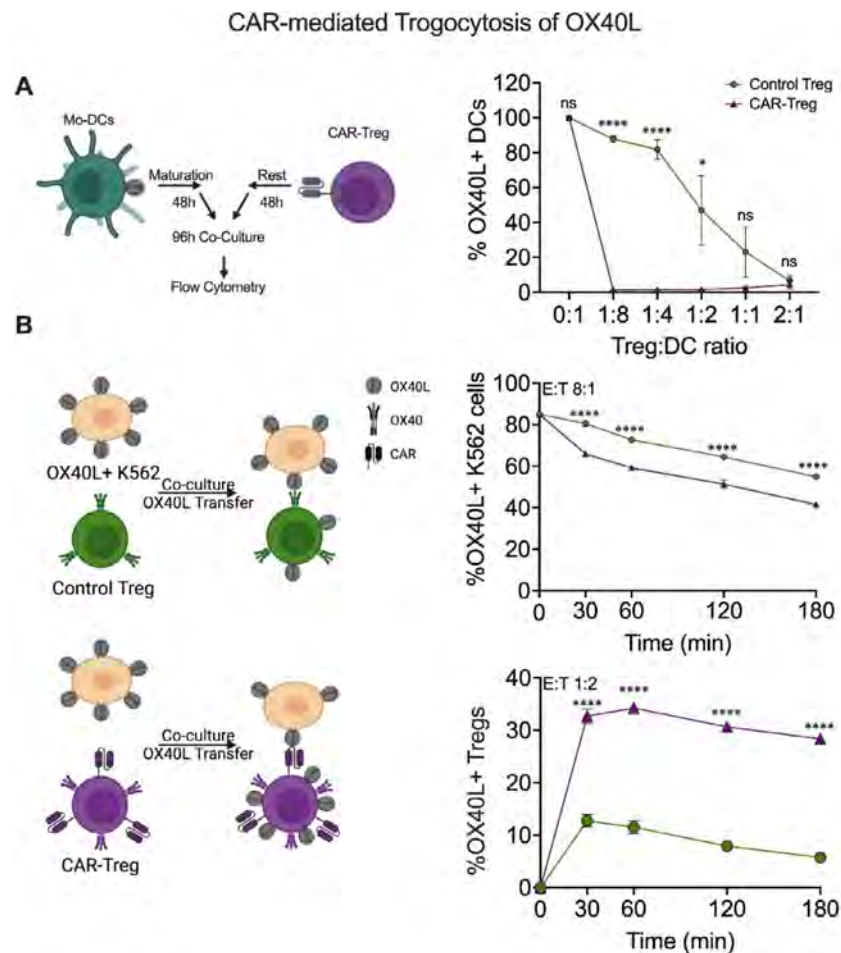 CAR-mediated Trogocytosis of OX40L
A
Mo-DCs
CAR-Treg
Maturation
Rest
48h
48h
96h Co-Culture
Flow Cytometry
Control Treg
CAR-Treg
% OX40L+ DCs
120
100
80
60
40
20
0
ns
****
****
*
ns
ns
0:1 1:8 1:4 1:2 1:1 2:1
Treg:DC ratio
B
OX40L+ K562
Co-culture
OX40L Transfer
Control Treg
OX40L
OX40
CAR
%OX40L+ K562 cells
E:T 8:1
100
80
60
40
20
0
****
****
****
****
0 30 60 120 180
Time (min)
Co-culture
OX40L Transfer
CAR-Treg
%OX40L+ Tregs
E:T 1:2
40
30
20
10
0
****
****
****
****
0 30 60 120 180
Time (min)